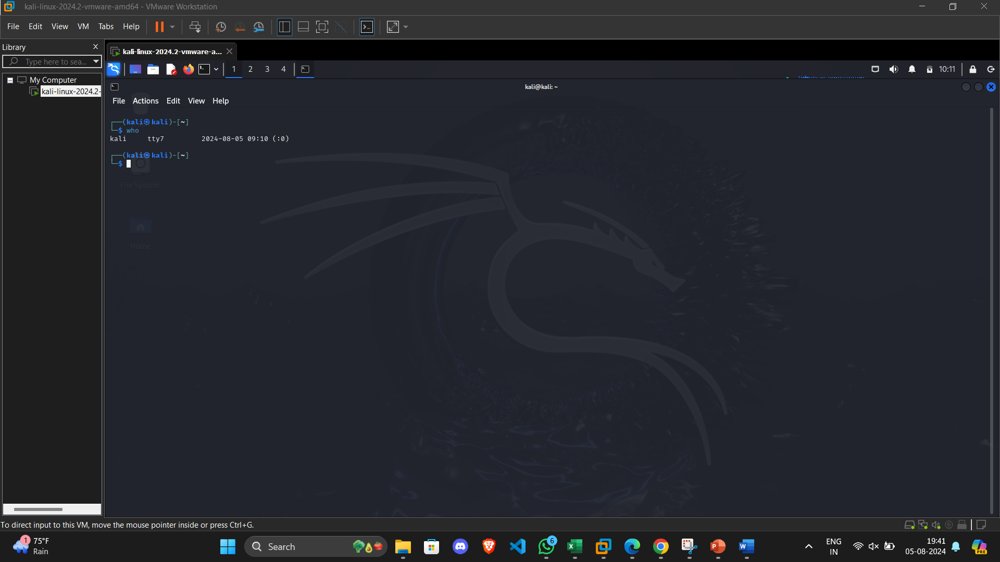 kali-linux-2024.2-vmware-amd64 - VMware Workstation
File Edit View VM Tabs Help
Library
Type here to sea...
My Computer
kali-linux-2024.2-
kali-linux-2024.2-vmware-a...
1 2 3 4
10:11
kali@kali: ~
File Actions Edit View Help
┌──(kali㉿kali)-[~]
└─$ who
kali     tty7         2024-08-05 09:10 (:0)
┌──(kali㉿kali)-[~]
└─$
File System
Home
To direct input to this VM, move the mouse pointer inside or press Ctrl+G.
1
75°F
Rain
Search
6
ENG
IN
19:41
05-08-2024
PRE